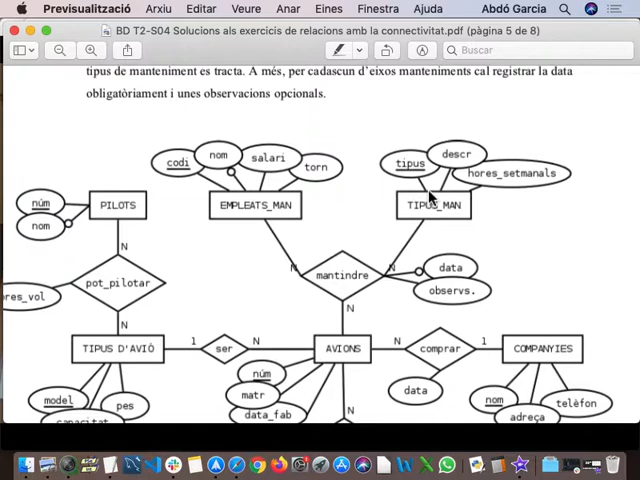 Previsualització Arxiu Editar Veure Anar Eines Finestra Ajuda Abdó Garcia
BD T2-S04 Solucions als exercicis de relacions amb la connectivitat.pdf (pàgina 5 de 8)
Buscar
tipus de manteniment es tracta. A més, per cadascun d'eixos manteniments cal registrar la data
obligatòriament i unes observacions opcionals.
codi nom salari torn
tipus descr hores_setmanals
núm nom PILOTS
EMPLEATS_MAN
TIPUS_MAN
N
N N
pot_pilotar
mantindre
data
observs.
res_vol
N
N
TIPUS D'AVIÓ 1 ser N AVIONS N comprar 1 COMPANYIES
model capacitat pes
núm
matr
data_fab
N
data
nom adreça telèfon